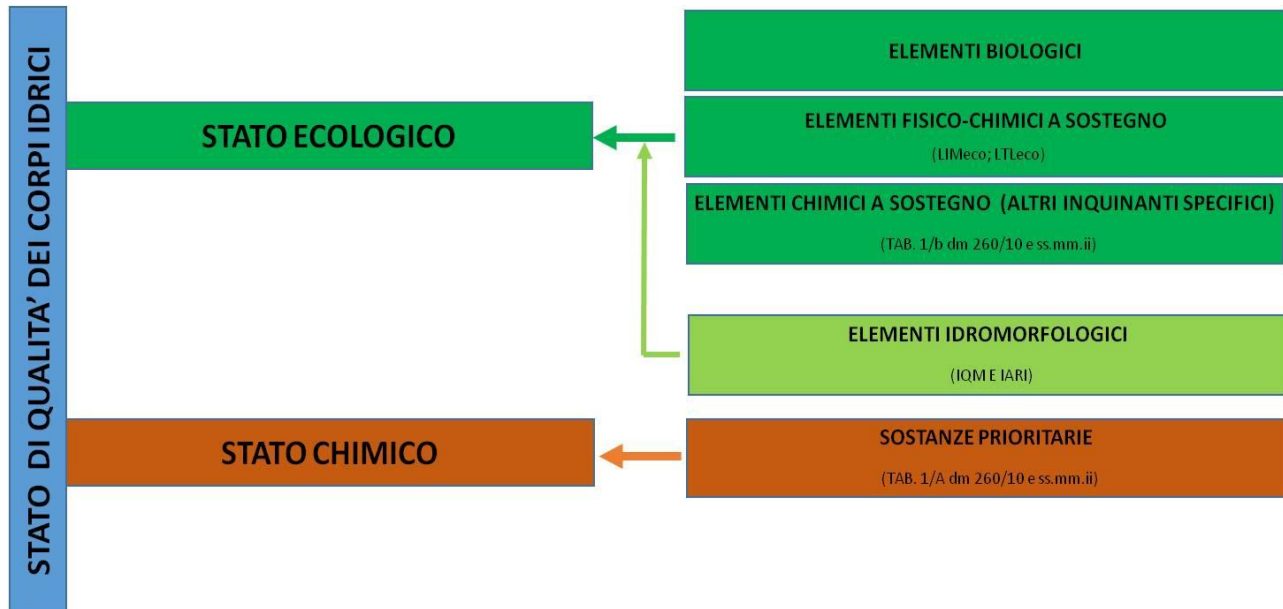 STATO DI QUALITA’ DEI CORPI IDRICI
STATO ECOLOGICO
ELEMENTI BIOLOGICI
ELEMENTI FISICO-CHIMICI A SOSTEGNO
(LIMeco; LTLeco)
ELEMENTI CHIMICI A SOSTEGNO (ALTRI INQUINANTI SPECIFICI)
(TAB. 1/b dm 260/10 e ss.mm.ii)
ELEMENTI IDROMORFOLOGICI
(IQM E IARI)
STATO CHIMICO
SOSTANZE PRIORITARIE
(TAB. 1/A dm 260/10 e ss.mm.ii)